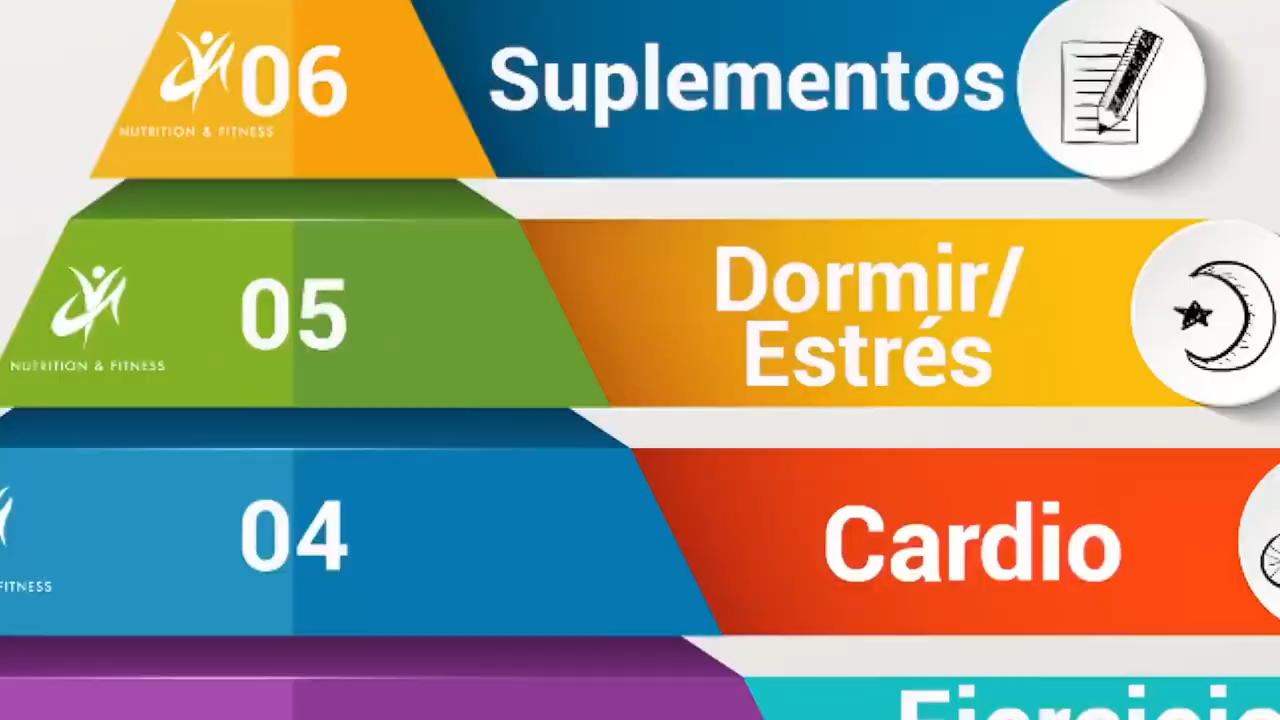 06
NUTRITION & FITNESS
Suplementos
05
NUTRITION & FITNESS
Dormir/
Estrés
04
FITNESS
Cardio